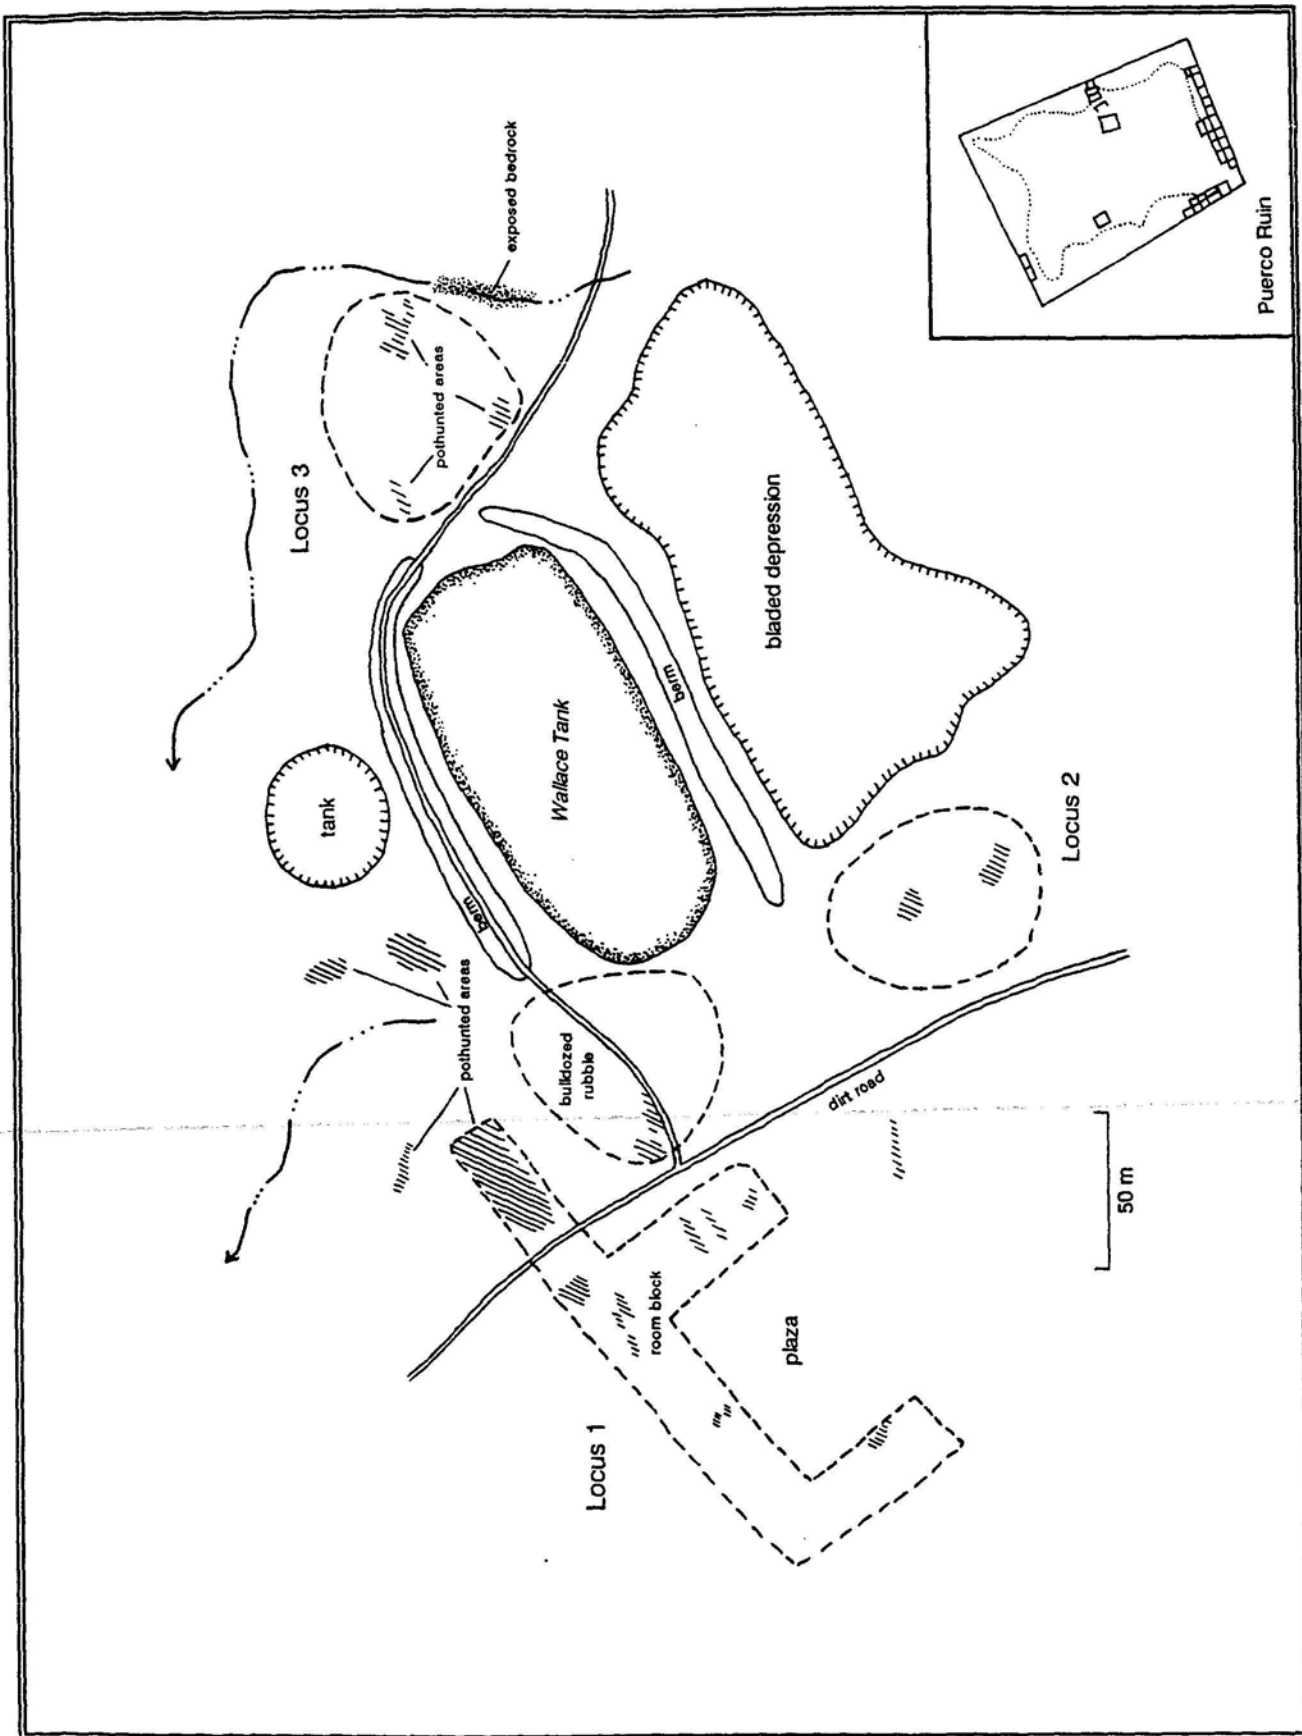 Locus 3
exposed bedrock
pothunted areas
tank
berm
Wallace Tank
berm
bladed depression
pothunted areas
bulldozed
rubble
Locus 2
dirt road
Locus 1
room block
plaza
50 m
Puerco Ruin